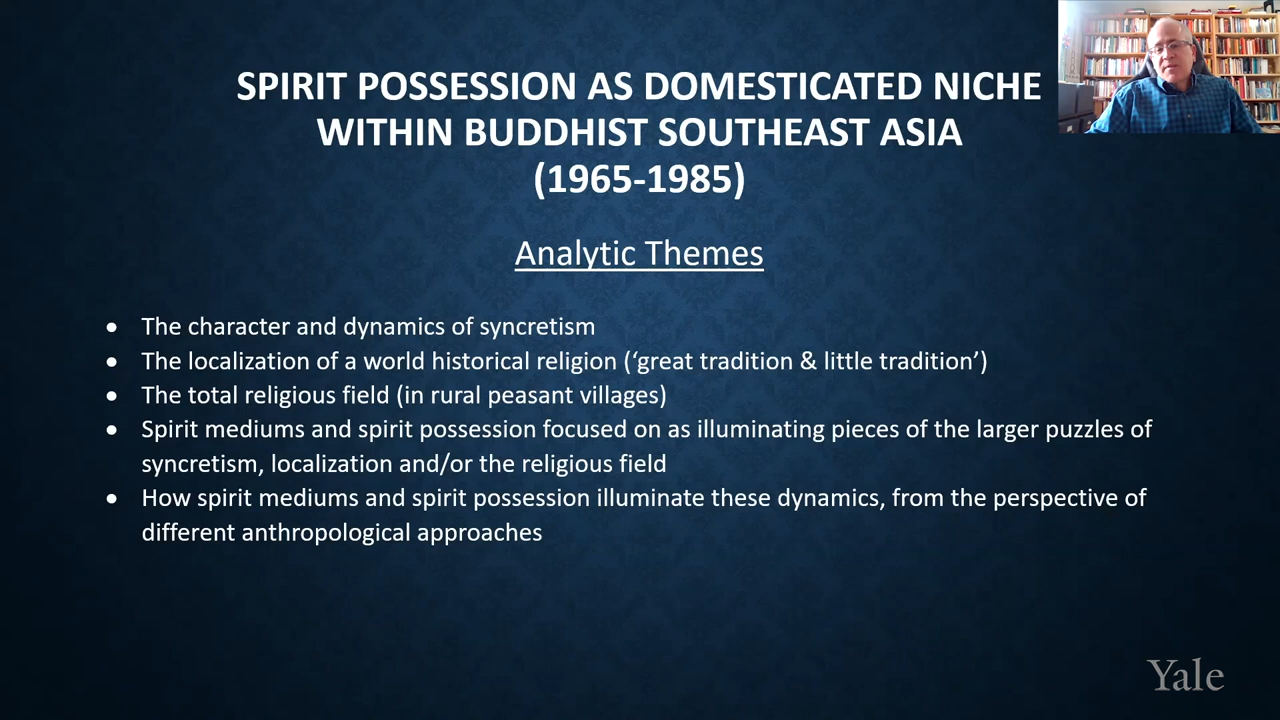 SPIRIT POSSESSION AS DOMESTICATED NICHE
WITHIN BUDDHIST SOUTHEAST ASIA
(1965-1985)
Analytic Themes
• The character and dynamics of syncretism
• The localization of a world historical religion (‘great tradition & little tradition’)
• The total religious field (in rural peasant villages)
• Spirit mediums and spirit possession focused on as illuminating pieces of the larger puzzles of
syncretism, localization and/or the religious field
• How spirit mediums and spirit possession illuminate these dynamics, from the perspective of
different anthropological approaches
Yale